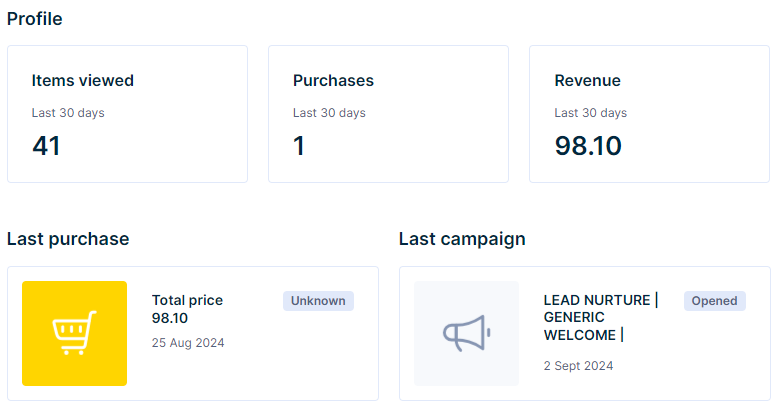 Profile
Items viewed
Last 30 days
41
Purchases
Last 30 days
1
Revenue
Last 30 days
98.10
Last purchase
Total price
98.10
25 Aug 2024
Unknown
Last campaign
LEAD NURTURE |
GENERIC
WELCOME |
2 Sept 2024
Opened